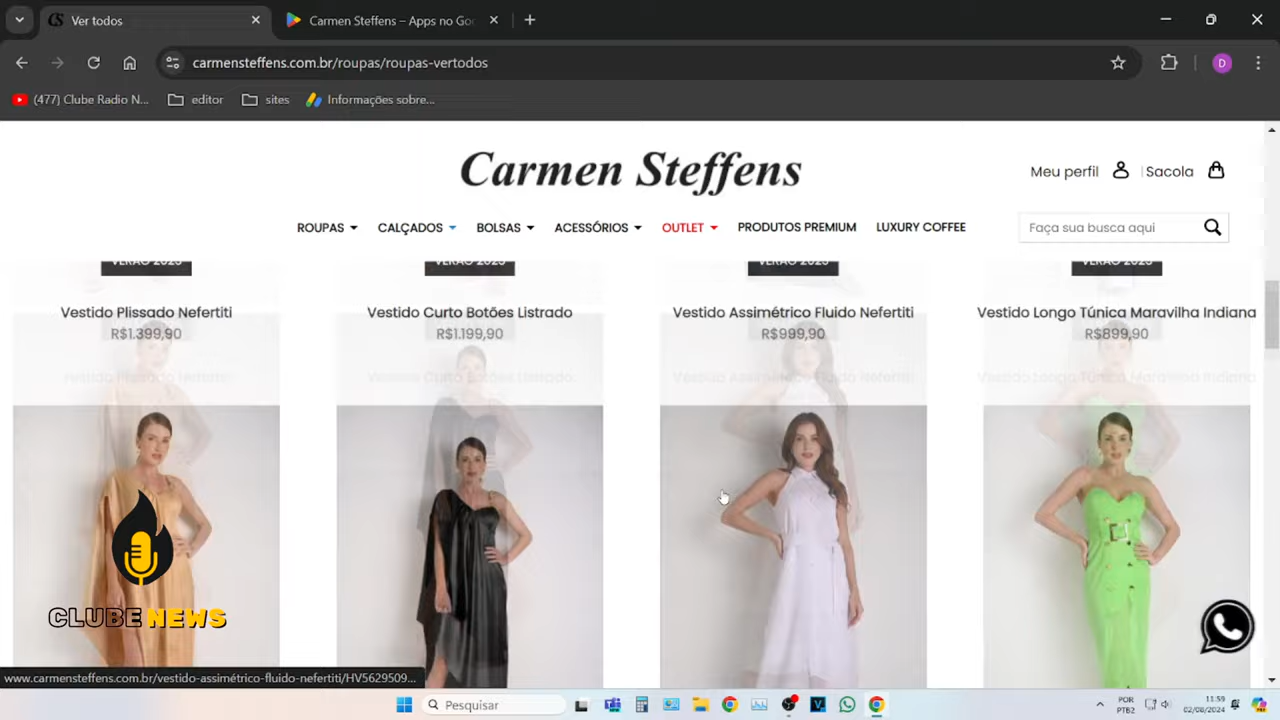 Ver todos
Carmen Steffens – Apps no Goo
carmensteffens.com.br/roupas/roupas-vertodos
(477) Clube Radio N...
editor
sites
Informações sobre...
Carmen Steffens
Meu perfil
Sacola
ROUPAS
CALÇADOS
BOLSAS
ACESSÓRIOS
OUTLET
PRODUTOS PREMIUM
LUXURY COFFEE
Faça sua busca aqui
VERÃO 2025
VERÃO 2025
VERÃO 2025
VERÃO 2025
Vestido Plissado Nefertiti
Vestido Curto Botões Listrado
Vestido Assimétrico Fluido Nefertiti
Vestido Longo Túnica Maravilha Indiana
R$1.399,90
R$1.199,90
R$999,90
R$899,90
Vestido Plissado Nefertiti
Vestido Curto Botões Listrado
Vestido Assimétrico Fluido Nefertiti
Vestido Longo Túnica Maravilha Indiana
CLUBE NEWS
www.carmensteffens.com.br/vestido-assimétrico-fluido-nefertiti/HV5629509...
Pesquisar
POR
PTB2
11:59
02/08/2024